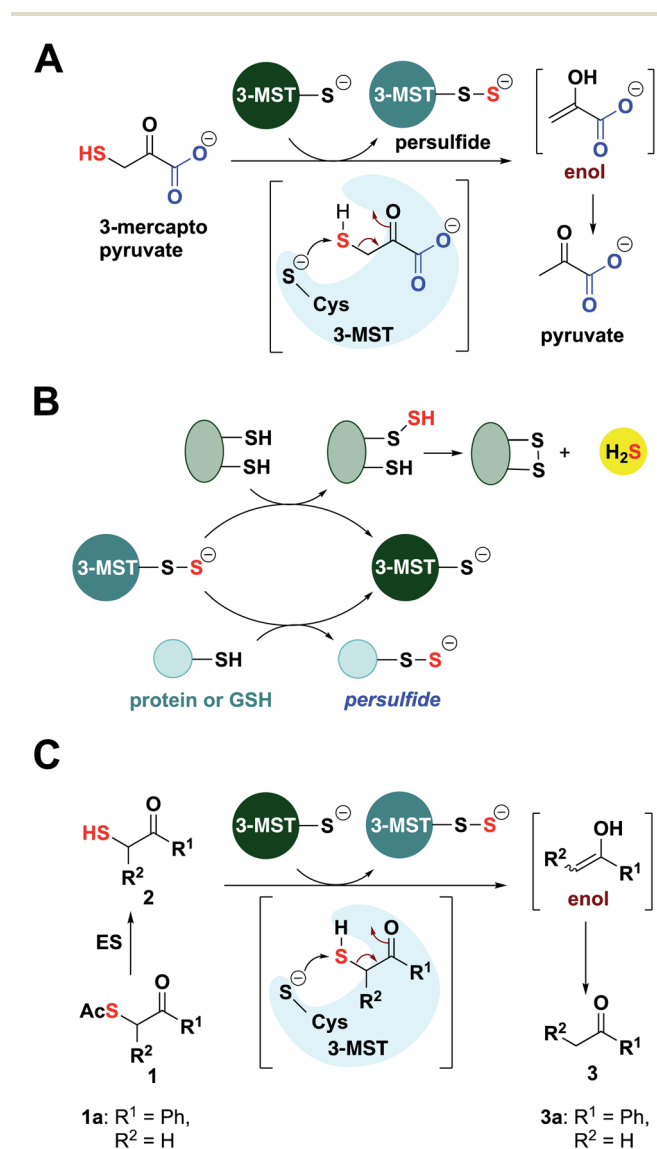 A
3-MST
S⊖
3-MST
S-S⊖
persulfide
HS
O
O⊖
O
3-mercapto
pyruvate
H
S
O
O⊖
O
S⊖
Cys
3-MST
OH
O⊖
O
enol
O
O⊖
O
pyruvate
B
SH
SH
SH
S
SH
S
S
+
H₂S
3-MST
S-S⊖
3-MST
S⊖
SH
S-S⊖
protein or GSH
persulfide
C
HS
O
R¹
R²
2
ES
AcS
O
R¹
R²
1
1a: R¹ = Ph,
R² = H
3-MST
S⊖
3-MST
S-S⊖
H
S
O
R¹
R²
S⊖
Cys
3-MST
OH
R²
R¹
enol
O
R²
R¹
3
3a: R¹ = Ph,
R² = H